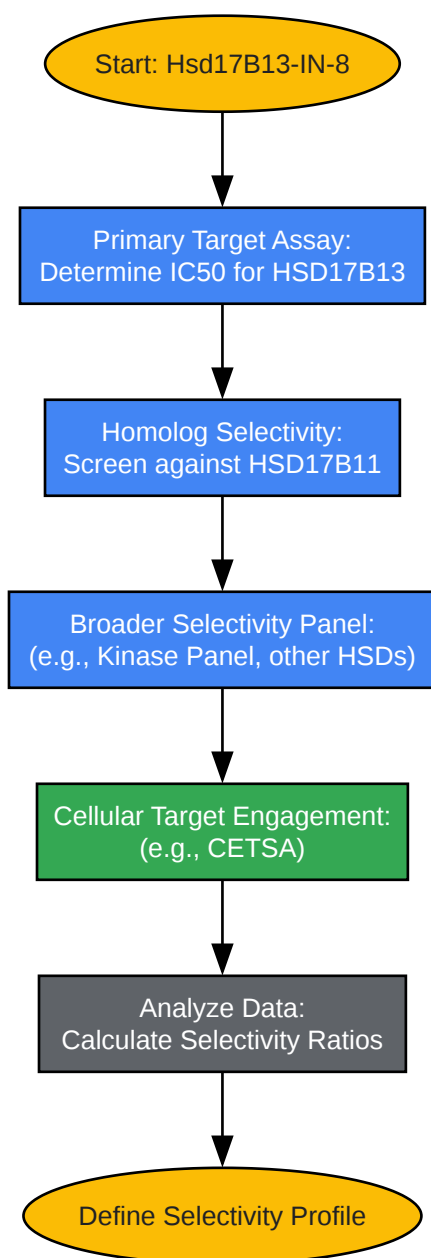 Start: Hsd17B13-IN-8
Primary Target Assay:
Determine IC50 for HSD17B13
Homolog Selectivity:
Screen against HSD17B11
Broader Selectivity Panel:
(e.g., Kinase Panel, other HSDs)
Cellular Target Engagement:
(e.g., CETSA)
Analyze Data:
Calculate Selectivity Ratios
Define Selectivity Profile